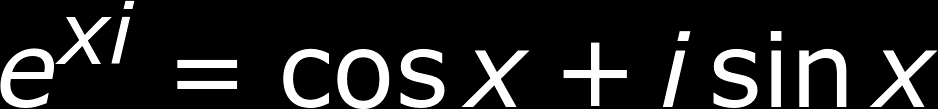 e^{xi} = cos x + i sin x